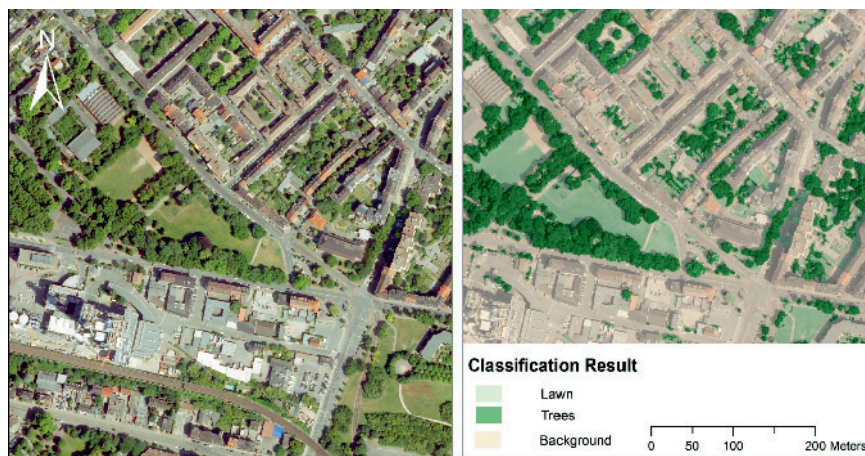 N
Classification Result
Lawn
Trees
Background
0 50 100 200 Meters